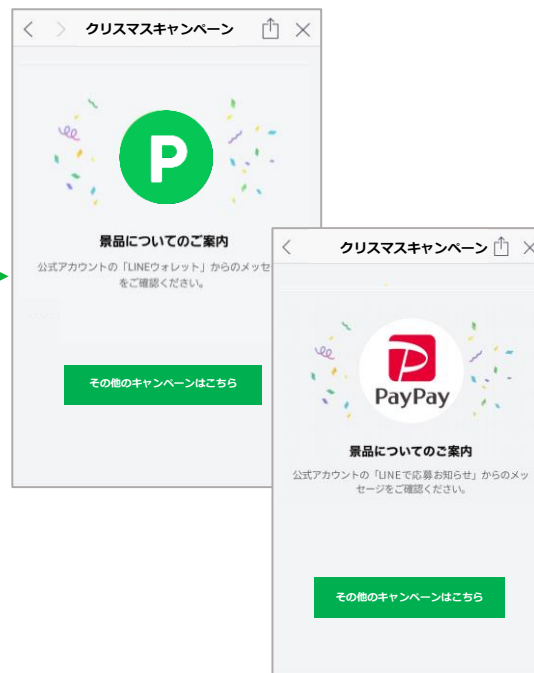 クリスマスキャンペーン
P
景品についてのご案内
公式アカウントの「LINEウォレット」からのメッセ
をご確認ください。
その他のキャンペーンはこちら
クリスマスキャンペーン
PayPay
景品についてのご案内
公式アカウントの「LINEで応募お知らせ」からのメッ
セージをご確認ください。
その他のキャンペーンはこちら